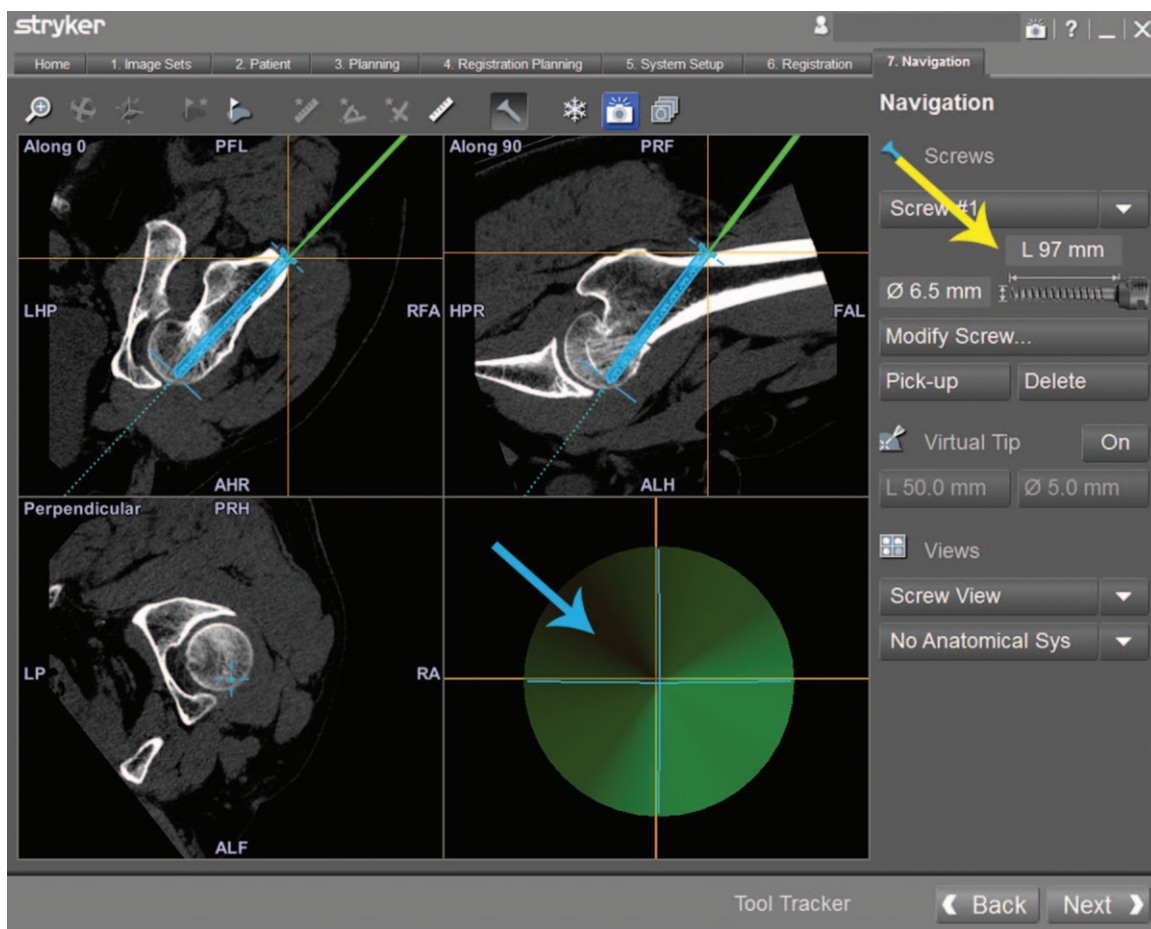 stryker
?
Home
1. Image Sets
2. Patient
3. Planning
4. Registration Planning
5. System Setup
6. Registration
7. Navigation
Navigation
Along 0
PFL
LHP
RFA
AHR
Along 90
PRF
HPR
FAL
ALH
Perpendicular
PRH
LP
RA
ALF
Screws
Screw #1
L 97 mm
Ø 6.5 mm
Modify Screw...
Pick-up
Delete
Virtual Tip
On
L 50.0 mm
Ø 5.0 mm
Views
Screw View
No Anatomical Sys
Tool Tracker
Back
Next